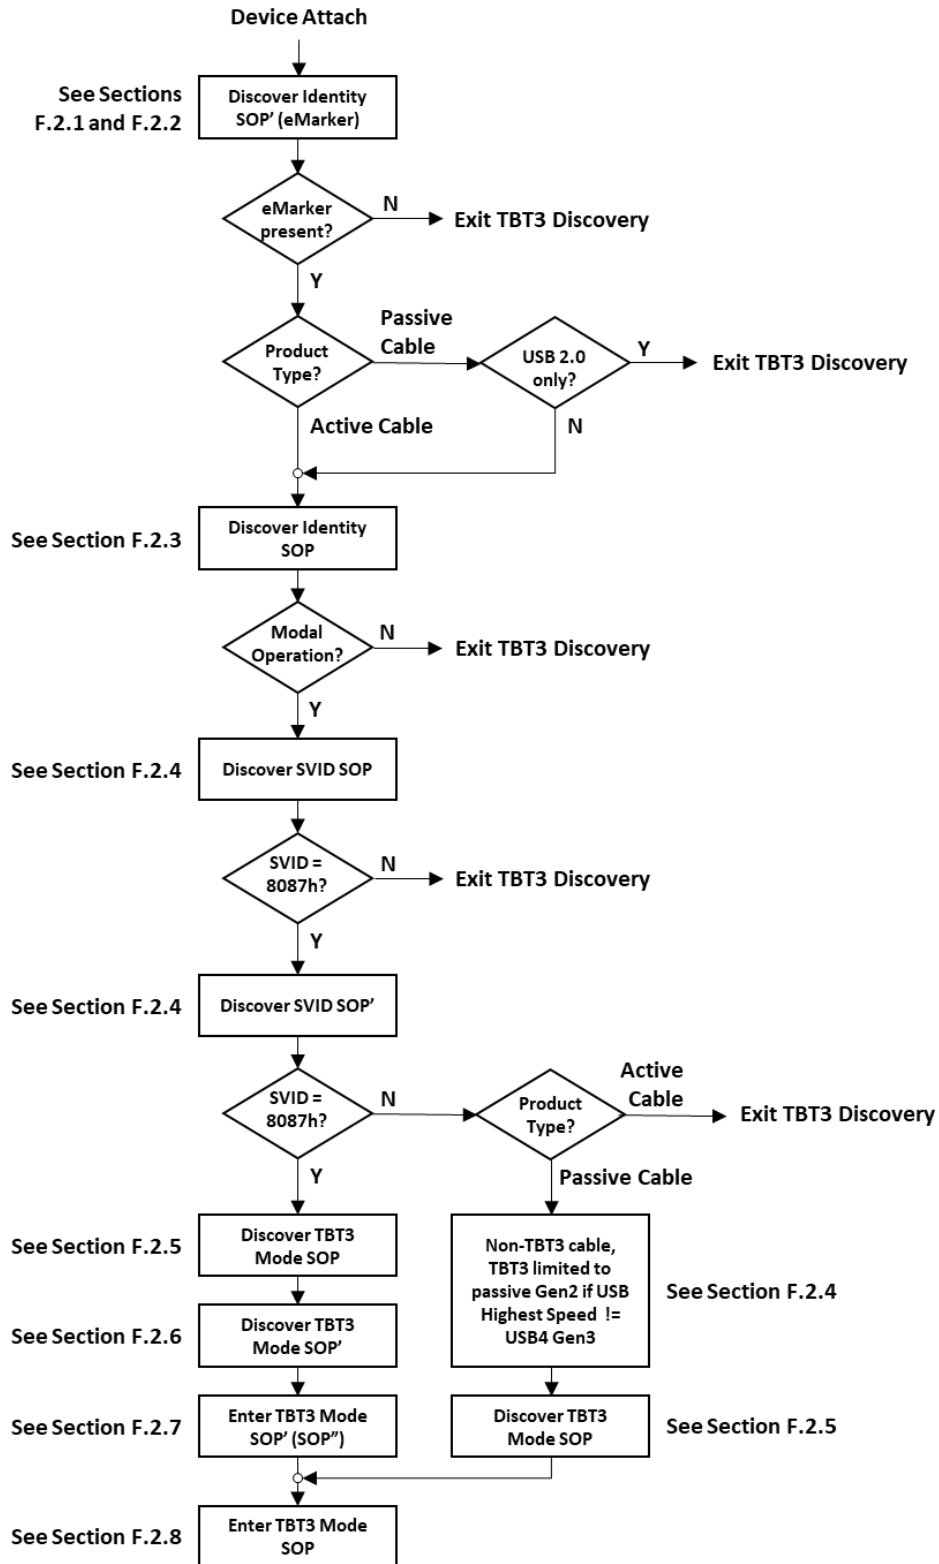 Device Attach
See Sections
F.2.1 and F.2.2
Discover Identity
SOP’ (eMarker)
eMarker
present?
N
Exit TBT3 Discovery
Y
Product
Type?
Passive
Cable
USB 2.0
only?
Y
Exit TBT3 Discovery
Active Cable
N
See Section F.2.3
Discover Identity
SOP
Modal
Operation?
N
Exit TBT3 Discovery
Y
See Section F.2.4
Discover SVID SOP
SVID =
8087h?
N
Exit TBT3 Discovery
Y
See Section F.2.4
Discover SVID SOP’
SVID =
8087h?
N
Product
Type?
Active
Cable
Exit TBT3 Discovery
Y
Passive Cable
See Section F.2.5
Discover TBT3
Mode SOP
Non-TBT3 cable,
TBT3 limited to
passive Gen2 if USB
Highest Speed !=
USB4 Gen3
See Section F.2.4
See Section F.2.6
Discover TBT3
Mode SOP’
See Section F.2.7
Enter TBT3 Mode
SOP’ (SOP”)
Discover TBT3
Mode SOP
See Section F.2.5
See Section F.2.8
Enter TBT3 Mode
SOP